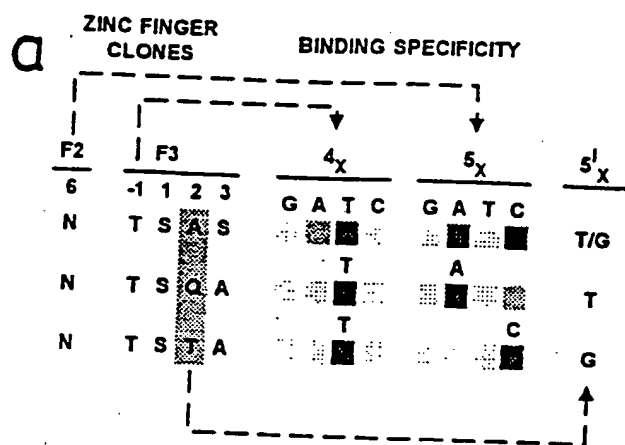 a
ZINC FINGER
CLONES
BINDING SPECIFICITY
F2 F3 4X 5X 5'X
6 -1 1 2 3
G A T C G A T C
N T S A S T/G
T A
N T S Q A T
T C
N T S T A G